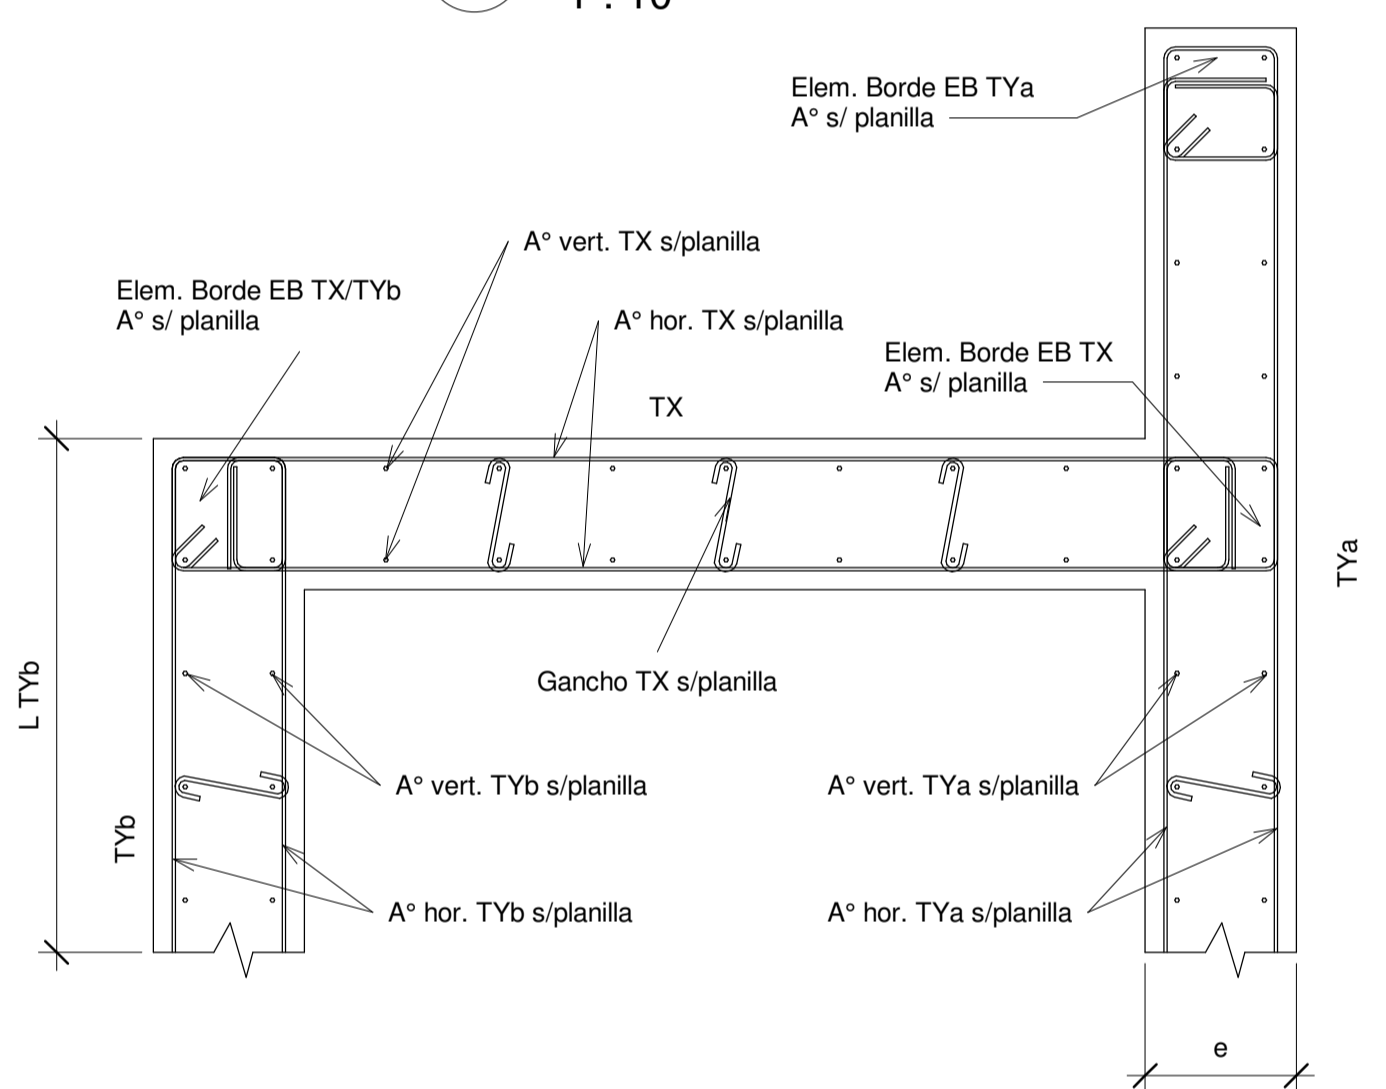 1 : 10
Elem. Borde EB TYa
A° s/ planilla
A° vert. TX s/planilla
Elem. Borde EB TX/TYb
A° s/ planilla
A° hor. TX s/planilla
Elem. Borde EB TX
A° s/ planilla
TX
TYa
L TYb
Gancho TX s/planilla
A° vert. TYb s/planilla
A° vert. TYa s/planilla
TYb
A° hor. TYb s/planilla
A° hor. TYa s/planilla
e